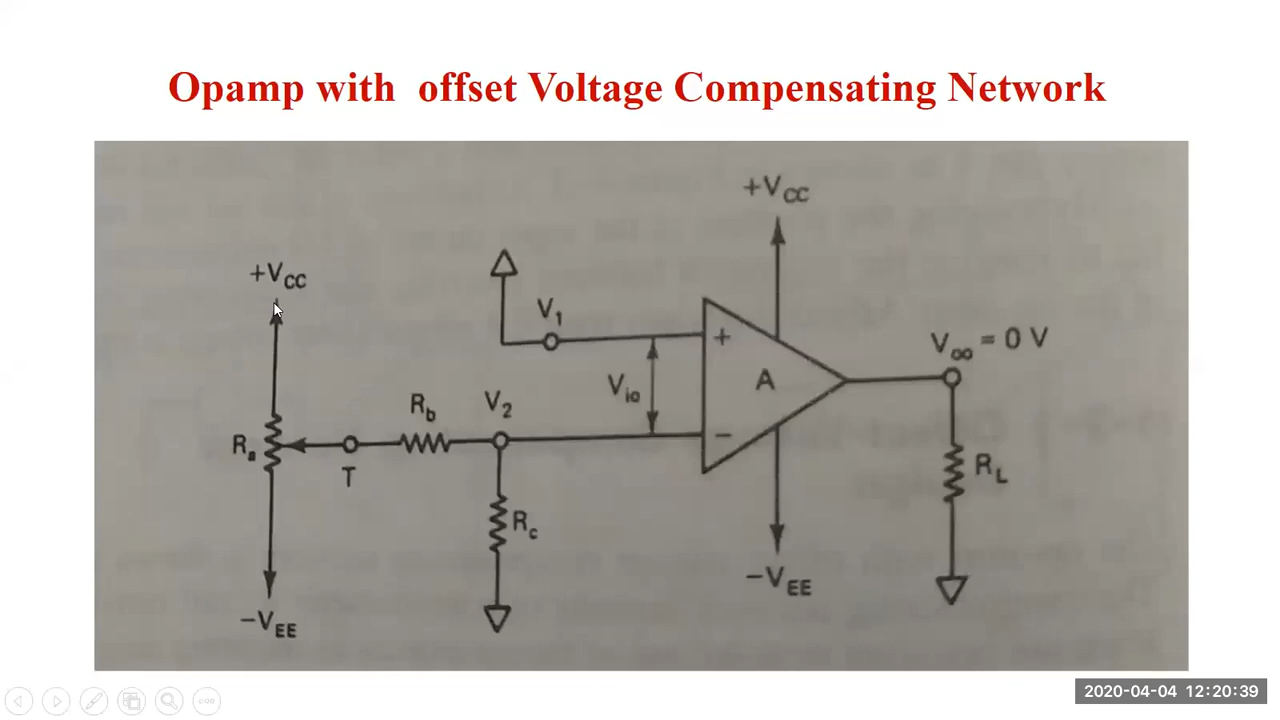 Opamp with offset Voltage Compensating Network
+VCC
+VCC
V1
Voo = 0 V
+
A
Vio
Rb
V2
Ra
T
−
RL
Rc
−VEE
−VEE
2020-04-04 12:20:39